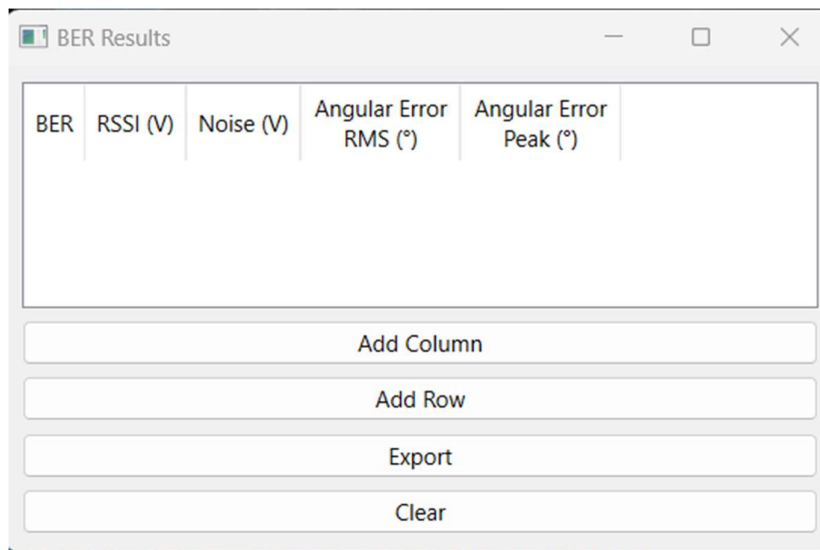 BER Results
BER RSSI (V) Noise (V) Angular Error RMS (°) Angular Error Peak (°)
Add Column
Add Row
Export
Clear